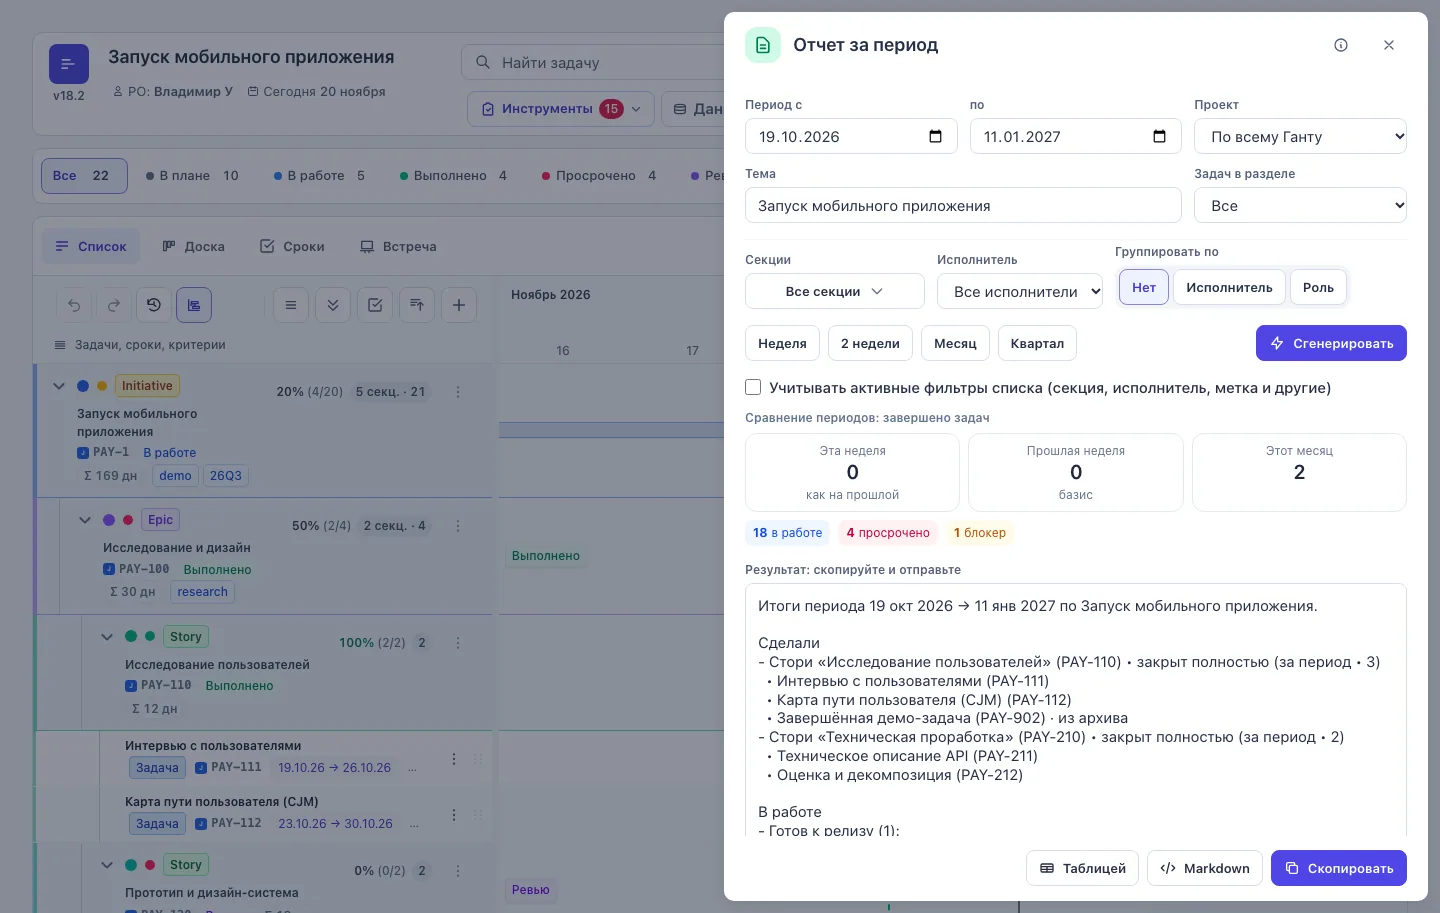 Запуск мобильного приложения
v18.2
PO: Владимир У
Сегодня 20 ноября
Найти задачу
Инструменты 15
Дан
Все 22
В плане 10
В работе 5
Выполнено 4
Просрочено 4
Рев
Список
Доска
Сроки
Встреча
Ноябрь 2026
Задачи, сроки, критерии
16
17
Initiative
20% (4/20)
5 секц. · 21
Запуск мобильного
приложения
PAY-1 В работе
Σ 169 дн
demo
26Q3
Epic
50% (2/4)
2 секц. · 4
Исследование и дизайн
PAY-100 Выполнено
Σ 30 дн
research
Выполнено
Story
100% (2/2)
2
Исследование пользователей
PAY-110 Выполнено
Σ 12 дн
Интервью с пользователями
Задача PAY-111 19.10.26 → 26.10.26 ...
Карта пути пользователя (CJM)
Задача PAY-112 23.10.26 → 30.10.26 ...
Story
0% (0/2)
2
Прототип и дизайн-система
Ревью
Отчет за период
Период с
по
Проект
19.10.2026
11.01.2027
По всему Ганту
Тема
Задач в разделе
Запуск мобильного приложения
Все
Секции
Исполнитель
Группировать по
Все секции
Все исполнители
Нет
Исполнитель
Роль
Неделя
2 недели
Месяц
Квартал
Сгенерировать
Учитывать активные фильтры списка (секция, исполнитель, метка и другие)
Сравнение периодов: завершено задач
Эта неделя
0
как на прошлой
Прошлая неделя
0
базис
Этот месяц
2
18 в работе
4 просрочено
1 блокер
Результат: скопируйте и отправьте
Итоги периода 19 окт 2026 → 11 янв 2027 по Запуск мобильного приложения.
Сделали
- Стори «Исследование пользователей» (PAY-110) • закрыт полностью (за период • 3)
• Интервью с пользователями (PAY-111)
• Карта пути пользователя (CJM) (PAY-112)
• Завершённая демо-задача (PAY-902) · из архива
- Стори «Техническая проработка» (PAY-210) • закрыт полностью (за период • 2)
• Техническое описание API (PAY-211)
• Оценка и декомпозиция (PAY-212)
В работе
- Готов к релизу (1):
Таблицей
Markdown
Скопировать